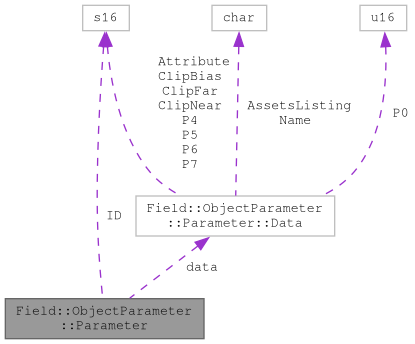 s16
char
u16
Attribute
ClipBias
ClipFar
ClipNear
P4
P5
P6
P7
AssetsListing
Name
P0
Field::ObjectParameter
::Parameter::Data
ID
data
Field::ObjectParameter
::Parameter